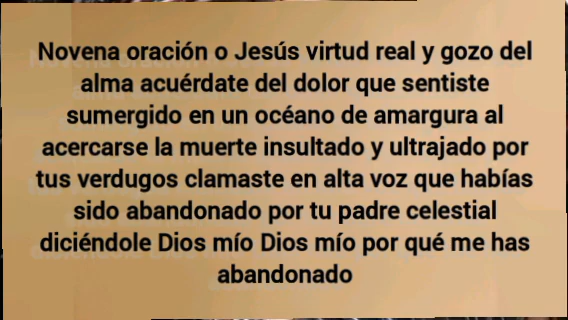 Novena oración o Jesús virtud real y gozo del
alma acuérdate del dolor que sentiste
sumergido en un océano de amargura al
acercarse la muerte insultado y ultrajado por
tus verdugos clamaste en alta voz que habías
sido abandonado por tu padre celestial
diciéndole Dios mío Dios mío por qué me has
abandonado